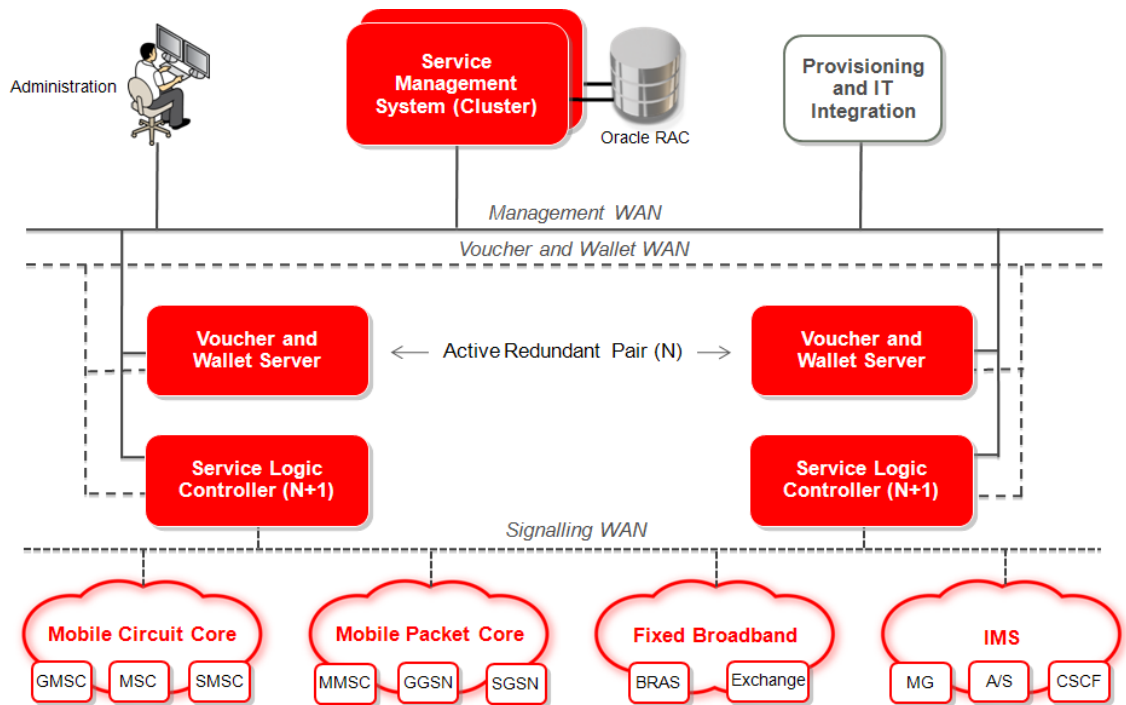 Administration
Service
Management
System (Cluster)
Oracle RAC
Provisioning
and IT
Integration
Management WAN
Voucher and Wallet WAN
Voucher and
Wallet Server
Active Redundant Pair (N)
Voucher and
Wallet Server
Service Logic
Controller (N+1)
Service Logic
Controller (N+1)
Signalling WAN
Mobile Circuit Core
GMSC
MSC
SMSC
Mobile Packet Core
MMSC
GGSN
SGSN
Fixed Broadband
BRAS
Exchange
IMS
MG
A/S
CSCF